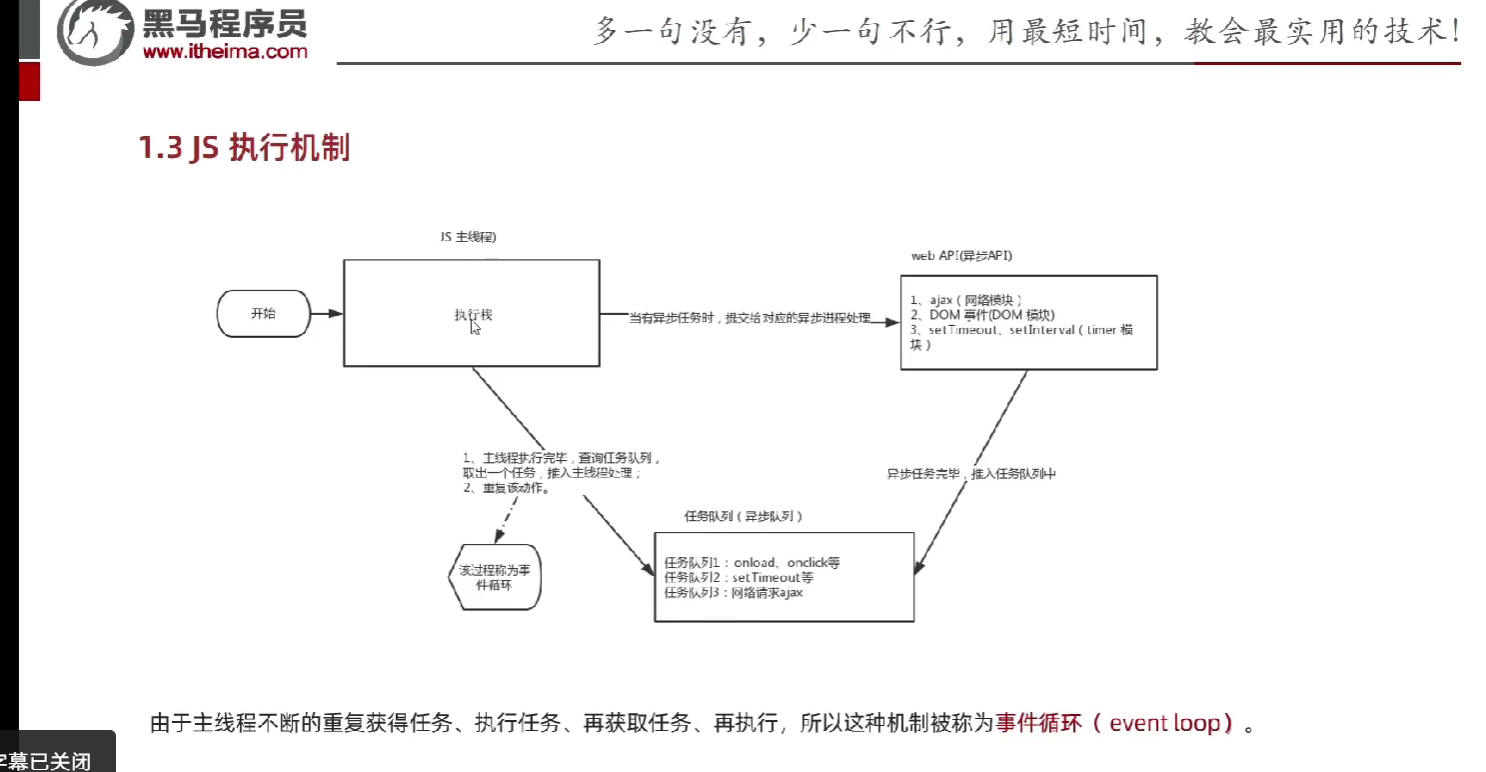 黑马程序员
www.itheima.com
多一句没有，少一句不行，用最短时间，教会最实用的技术！
1.3 JS 执行机制
JS 主线程)
web API(异步API)
开始
执行栈
当有异步任务时，提交给对应的异步进程处理
1、ajax（网络模块）
2、DOM 事件(DOM 模块)
3、setTimeout、setInterval（timer 模
块）
1、主线程执行完毕，查询任务队列，
取出一个任务，推入主线程处理；
2、重复该动作。
异步任务完毕，推入任务队列中
任务队列（异步队列）
该过程称为事
件循环
任务队列1：onload、onclick等
任务队列2：setTimeout等
任务队列3：网络请求ajax
由于主线程不断的重复获得任务、执行任务、再获取任务、再执行，所以这种机制被称为事件循环（ event loop）。
字幕已关闭